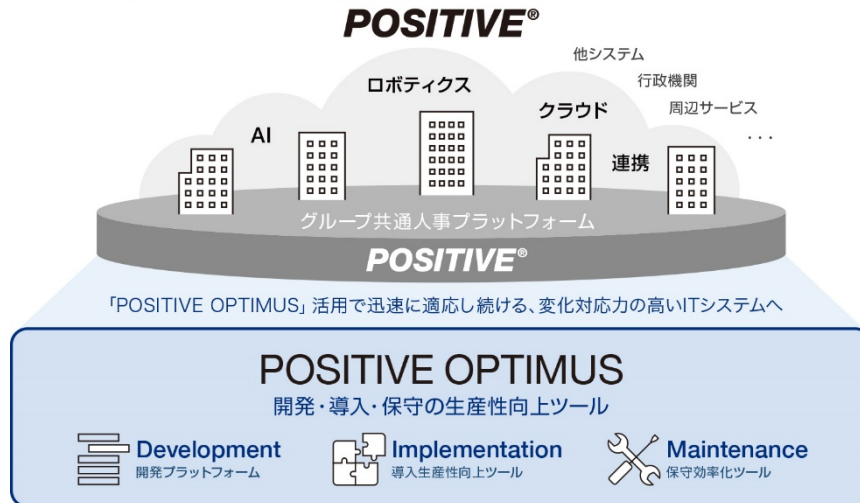 POSITIVE®
他システム
行政機関
周辺サービス
・・・
ロボティクス
AI
クラウド
連携
グループ共通人事プラットフォーム
POSITIVE®
「POSITIVE OPTIMUS」活用で迅速に適応し続ける、変化対応力の高いITシステムへ
POSITIVE OPTIMUS
開発・導入・保守の生産性向上ツール
Development
開発プラットフォーム
Implementation
導入生産性向上ツール
Maintenance
保守効率化ツール